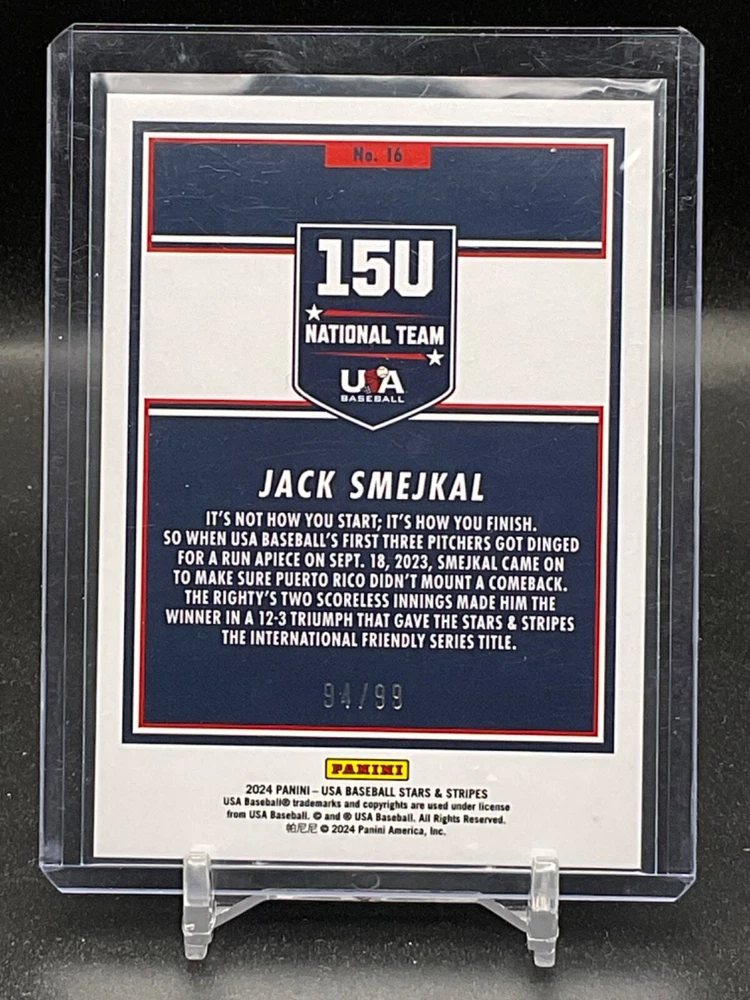 No. 16
15U
NATIONAL TEAM
USA
BASEBALL
JACK SMEJKAL
IT'S NOT HOW YOU START; IT'S HOW YOU FINISH.
SO WHEN USA BASEBALL'S FIRST THREE PITCHERS GOT DINGED
FOR A RUN APIECE ON SEPT. 18, 2023, SMEJKAL CAME ON
TO MAKE SURE PUERTO RICO DIDN'T MOUNT A COMEBACK.
THE RIGHTY'S TWO SCORELESS INNINGS MADE HIM THE
WINNER IN A 12-3 TRIUMPH THAT GAVE THE STARS & STRIPES
THE INTERNATIONAL FRIENDLY SERIES TITLE.
94/99
PANINI
2024 PANINI – USA BASEBALL STARS & STRIPES
USA Baseball® trademarks and copyrights are used under license
from USA Baseball. © and ® USA Baseball. All Rights Reserved.
帕尼尼 © 2024 Panini America, Inc.